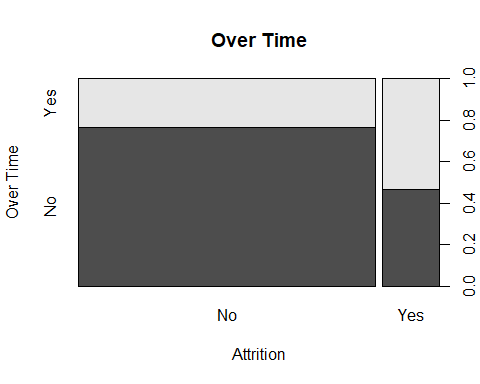 Over Time
Over Time
Yes
No
1.0
0.8
0.6
0.4
0.2
0.0
No
Yes
Attrition